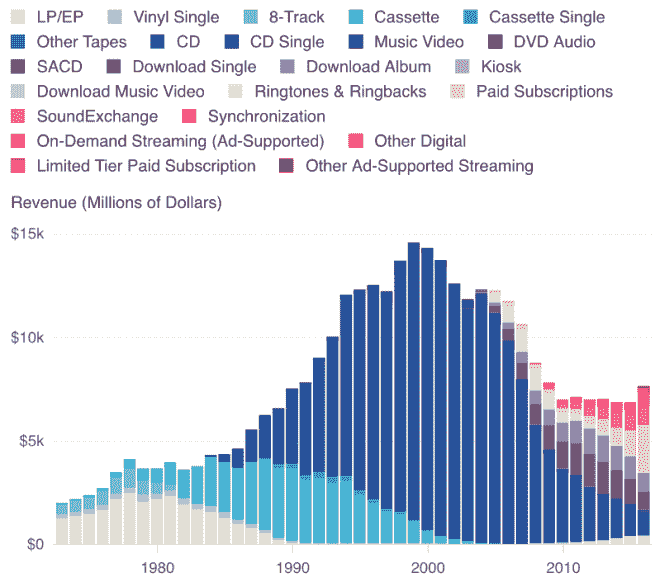 LP/EP Vinyl Single 8-Track Cassette Cassette Single
Other Tapes CD CD Single Music Video DVD Audio
SACD Download Single Download Album Kiosk
Download Music Video Ringtones & Ringbacks Paid Subscriptions
SoundExchange Synchronization
On-Demand Streaming (Ad-Supported) Other Digital
Limited Tier Paid Subscription Other Ad-Supported Streaming
Revenue (Millions of Dollars)
$15k
$10k
$5k
$0
1980 1990 2000 2010